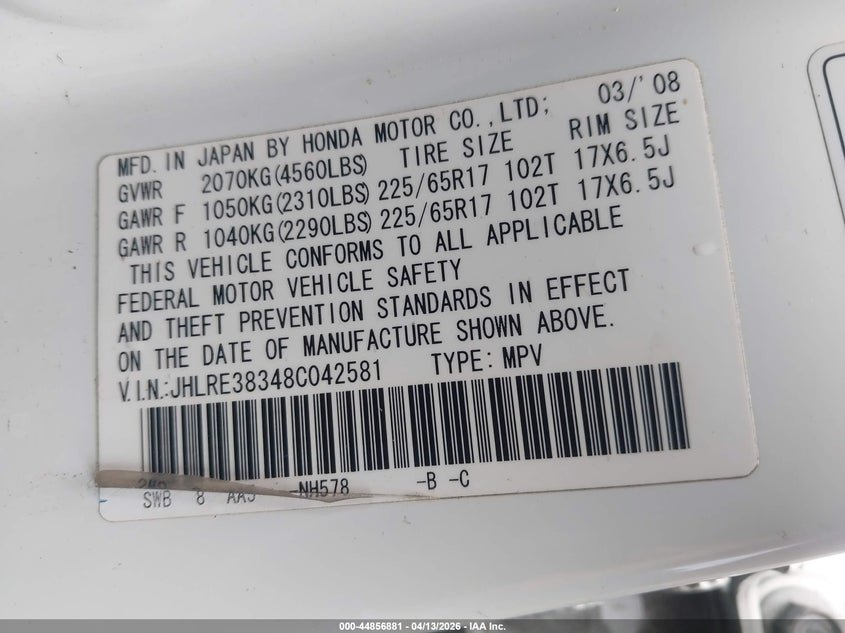 MFD. IN JAPAN BY HONDA MOTOR CO., LTD; 03/'08
GVWR 2070KG(4560LBS) TIRE SIZE RIM SIZE
GAWR F 1050KG(2310LBS) 225/65R17 102T 17X6.5J
GAWR R 1040KG(2290LBS) 225/65R17 102T 17X6.5J
THIS VEHICLE CONFORMS TO ALL APPLICABLE
FEDERAL MOTOR VEHICLE SAFETY
AND THEFT PREVENTION STANDARDS IN EFFECT
ON THE DATE OF MANUFACTURE SHOWN ABOVE.
V.I.N.:JHLRE38348C042581 TYPE: MPV
SWB 8 -NH578 -B -C
000-44856881 | 04/13/2026 | IAA Inc.